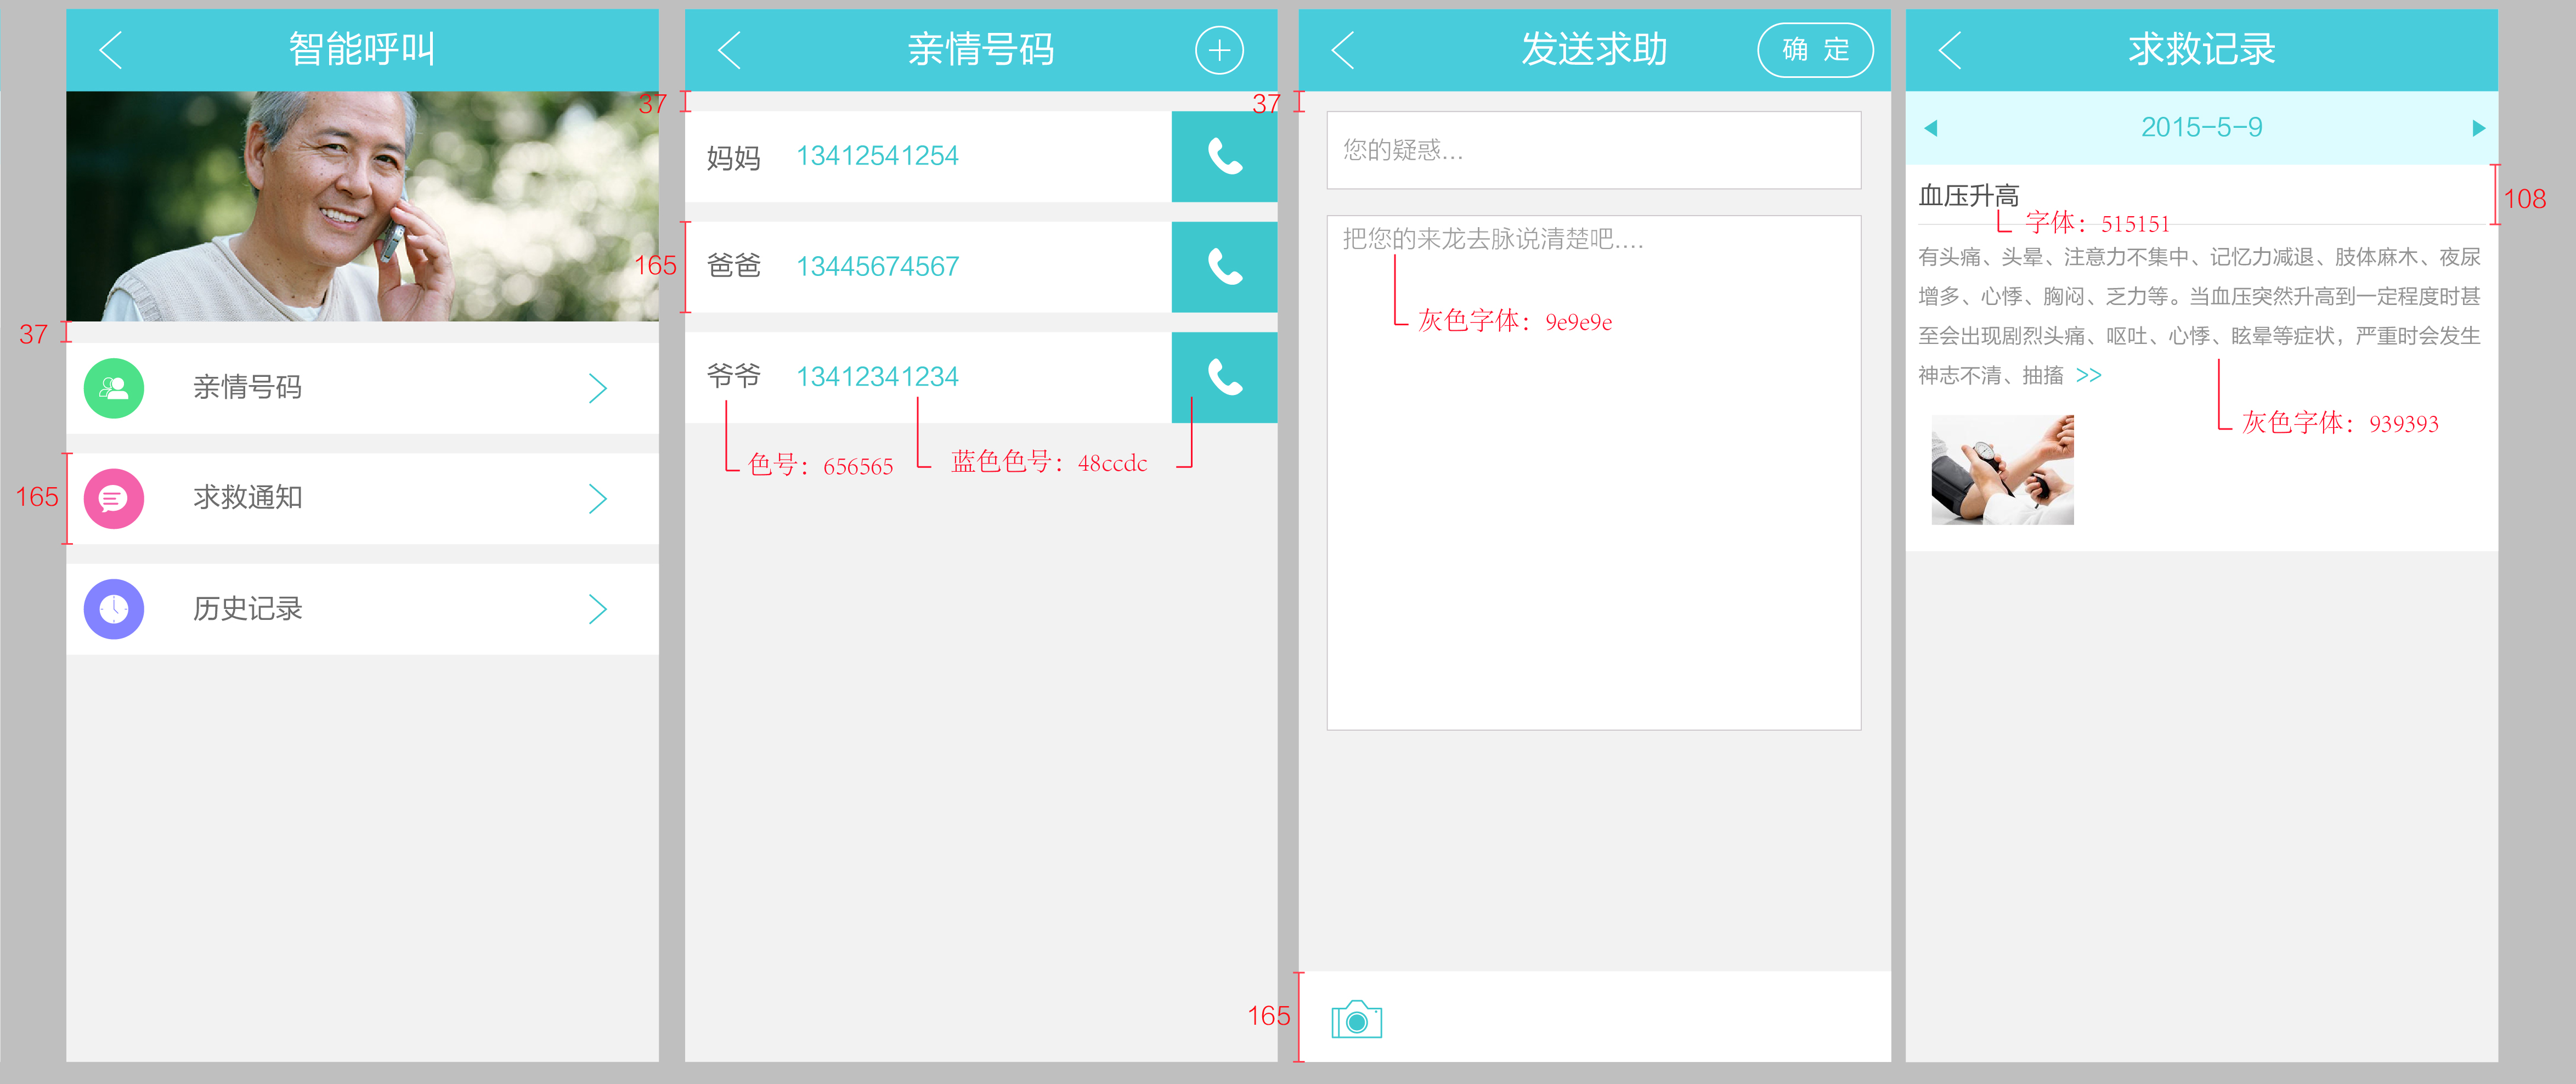 智能呼叫
37
亲情号码
165
求救通知
历史记录
亲情号码
37
妈妈 13412541254
165
爸爸 13445674567
爷爷 13412341234
色号：656565
蓝色色号：48ccdc
发送求助
确 定
37
您的疑惑...
把您的来龙去脉说清楚吧....
灰色字体：9e9e9e
165
求救记录
2015-5-9
血压升高
108
字体：515151
有头痛、头晕、注意力不集中、记忆力减退、肢体麻木、夜尿
增多、心悸、胸闷、乏力等。当血压突然升高到一定程度时甚
至会出现剧烈头痛、呕吐、心悸、眩晕等症状，严重时会发生
神志不清、抽搐 >>
灰色字体：939393